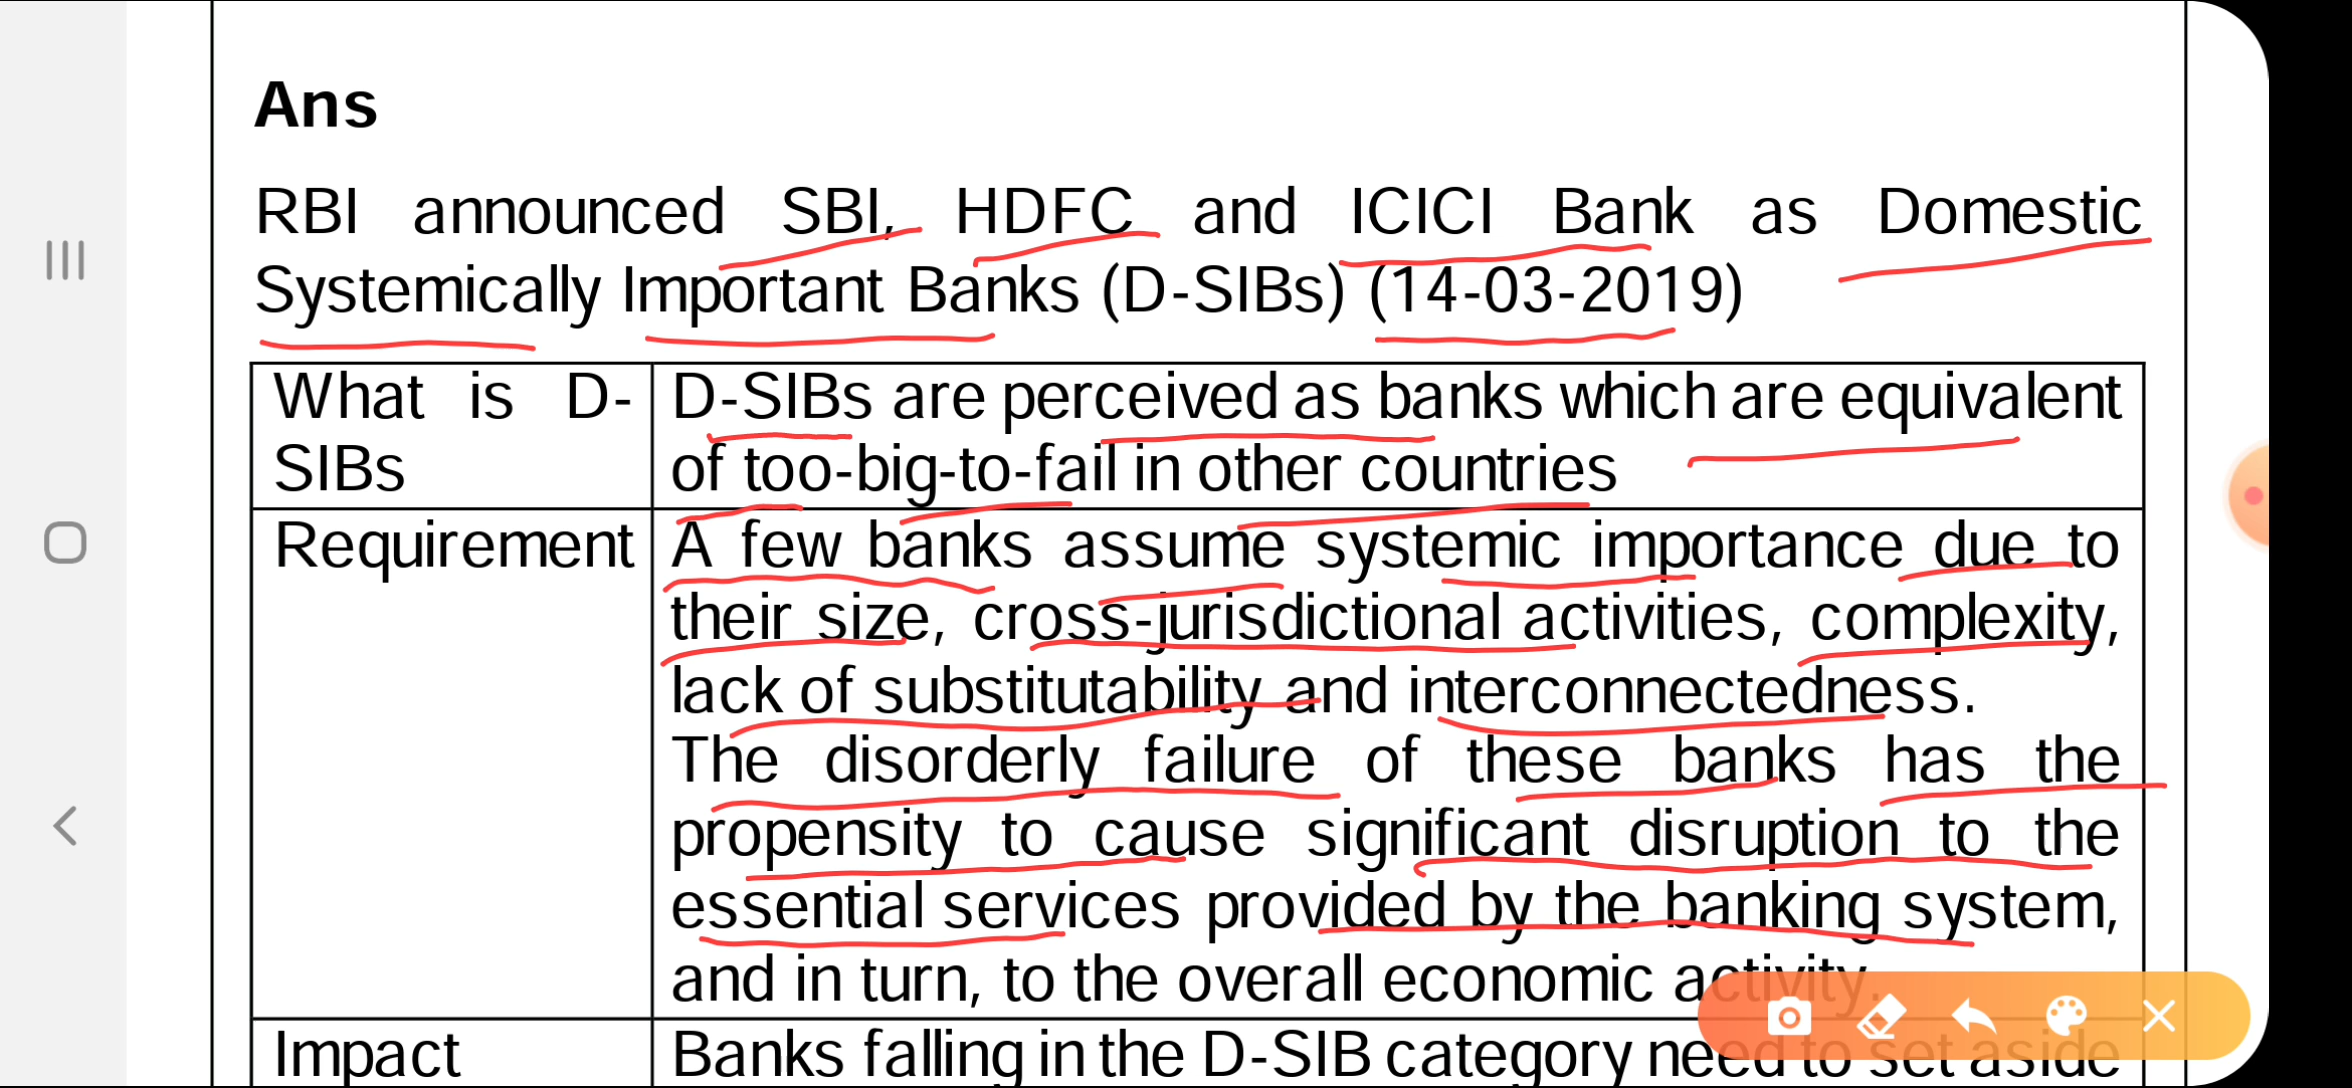 Ans
RBI announced SBI, HDFC and ICICI Bank as Domestic
Systemically Important Banks (D-SIBs) (14-03-2019)
What is D-
SIBs
D-SIBs are perceived as banks which are equivalent
of too-big-to-fail in other countries
Requirement
A few banks assume systemic importance due to
their size, cross-jurisdictional activities, complexity,
lack of substitutability and interconnectedness.
The disorderly failure of these banks has the
propensity to cause significant disruption to the
essential services provided by the banking system,
and in turn, to the overall economic activity.
Impact
Banks falling in the D-SIB category need to set aside